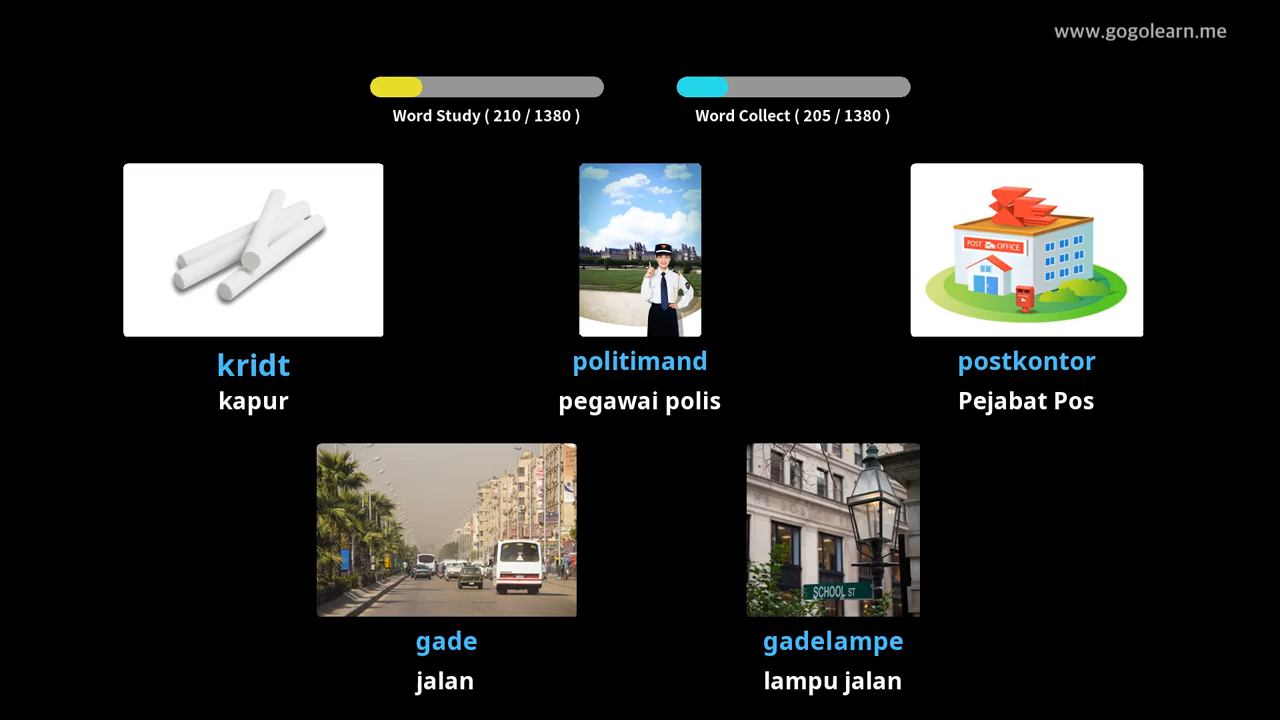 www.gogolearn.me
Word Study ( 210 / 1380 )
Word Collect ( 205 / 1380 )
POST OFFICE
kridt
politimand
postkontor
kapur
pegawai polis
Pejabat Pos
SCHOOL ST
gade
gadelampe
jalan
lampu jalan